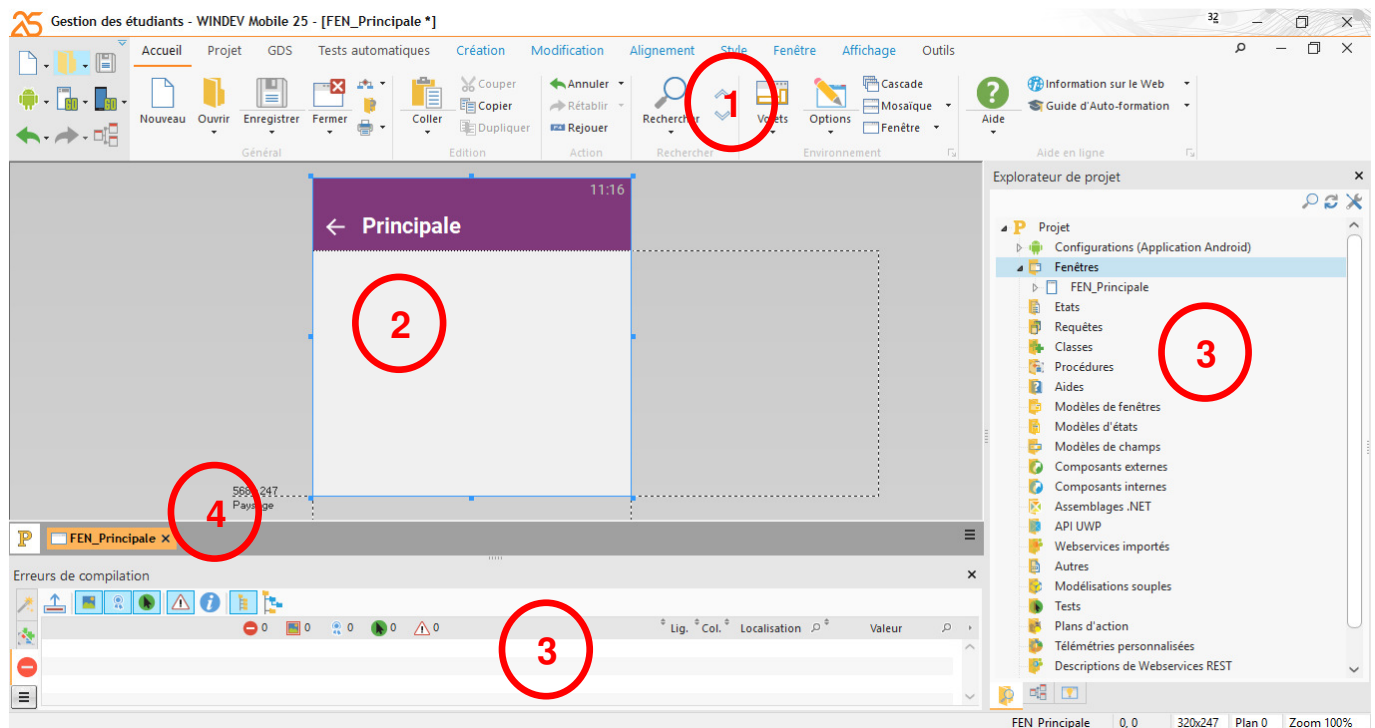 25 Gestion des étudiants - WINDEV Mobile 25 - [FEN_Principale *]
Accueil Projet GDS Tests automatiques Création Modification Alignement Style Fenêtre Affichage Outils
Nouveau Ouvrir Enregistrer Fermer
Général
Coller
Couper
Copier
Dupliquer
Edition
Annuler
Rétablir
Rejouer
Action
Rechercher
Rechercher
1
Volets Options
Cascade
Mosaïque
Fenêtre
Environnement
Aide
Information sur le Web
Guide d'Auto-formation
Aide en ligne
11:16
Principale
2
Paysage
4
FEN_Principale
Erreurs de compilation
0 0 0 0 0
Lig. Col. Localisation Valeur
3
Explorateur de projet
Projet
Configurations (Application Android)
Fenêtres
FEN_Principale
Etats
Requêtes
Classes
Procédures
Aides
Modèles de fenêtres
Modèles d'états
Modèles de champs
Composants externes
Composants internes
Assemblages .NET
API UWP
Webservices importés
Autres
Modélisations souples
Tests
Plans d'action
Télémétries personnalisées
Descriptions de Webservices REST
3
FEN_Principale 0, 0 320x247 Plan 0 Zoom 100%